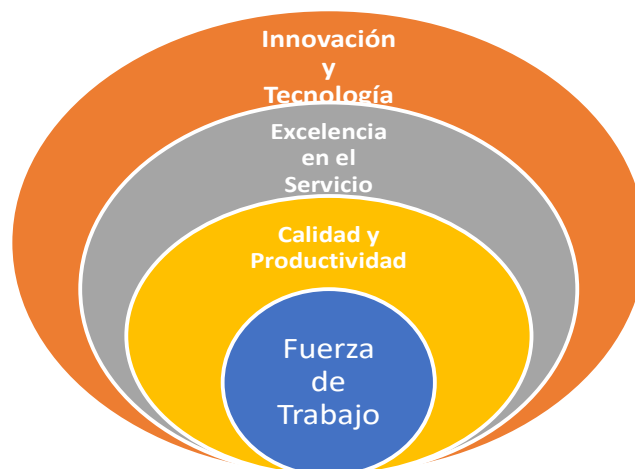 Innovación
y
Tecnología
Excelencia
en el
Servicio
Calidad y
Productividad
Fuerza
de
Trabajo